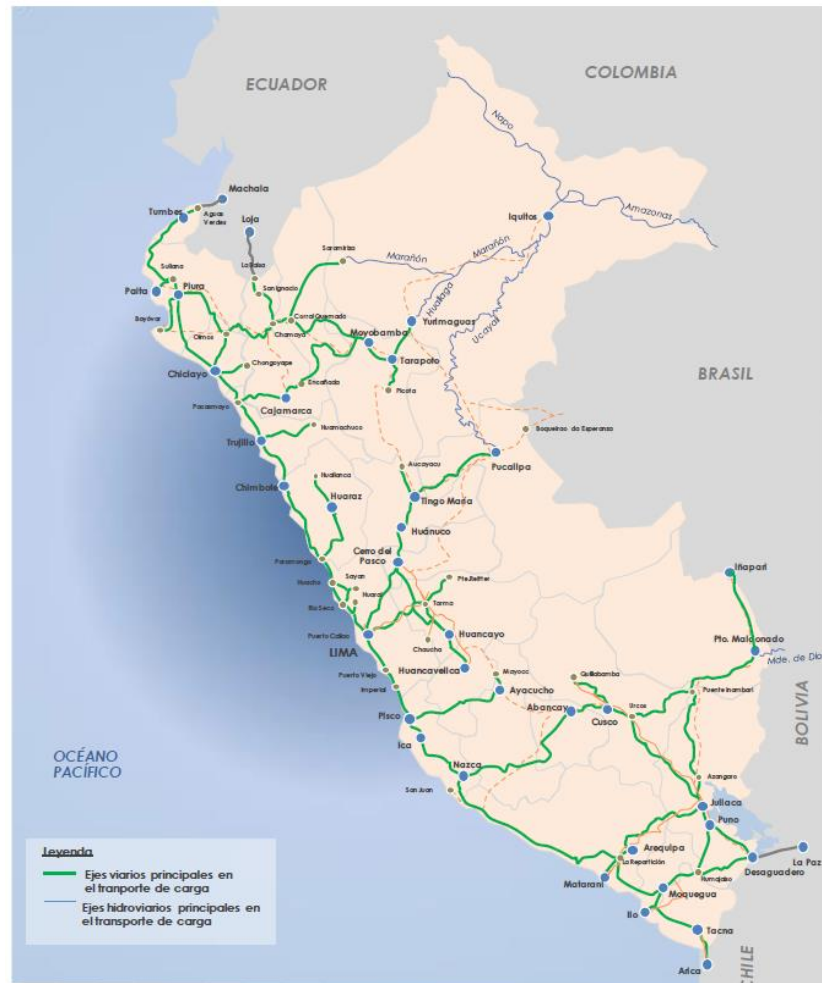 ECUADOR
COLOMBIA
Napo
Machala
Tumbes
Aguas
Verdes
Loja
Iquitos
Amazonas
Saramiriza
Marañón
Marañón
La Balsa
Sullana
San Ignacio
Huallaga
Paita
Piura
Ucayali
Bayóvar
Corral Quemado
Yurimaguas
Olmos
Chamaya
Moyobamba
Tarapoto
BRASIL
Chiclayo
Chongoyape
Encañada
Picota
Pacasmayo
Cajamarca
Boqueirao da Esperanza
Trujillo
Huamachuco
Pucallpa
Aucayacu
Chimbote
Huallanca
Tingo María
Huaraz
Huánuco
Cerro del
Pasco
Paramonga
Iñapari
Huacho
Sayan
Pte.Reither
Huaral
Río Seco
Tarma
Puerto Callao
Huancayo
Pto. Maldonado
LIMA
Chaucha
Mde. de Dio
Puerto Viejo
Huancavelica
Mayocc
Quillabamba
Imperial
Ayacucho
Puente Inambari
Abancay
BOLIVIA
Pisco
Cusco
Urcos
Ica
OCÉANO
PACÍFICO
Nazca
Azangaro
San Juan
Juliaca
Puno
Leyenda
Arequipa
La Paz
La Repartición
Desaguadero
Ejes viarios principales en
el tranporte de carga
Matarani
Humajalso
Moquegua
Ejes hidroviarios principales en
el transporte de carga
Ilo
Tacna
CHILE
Arica